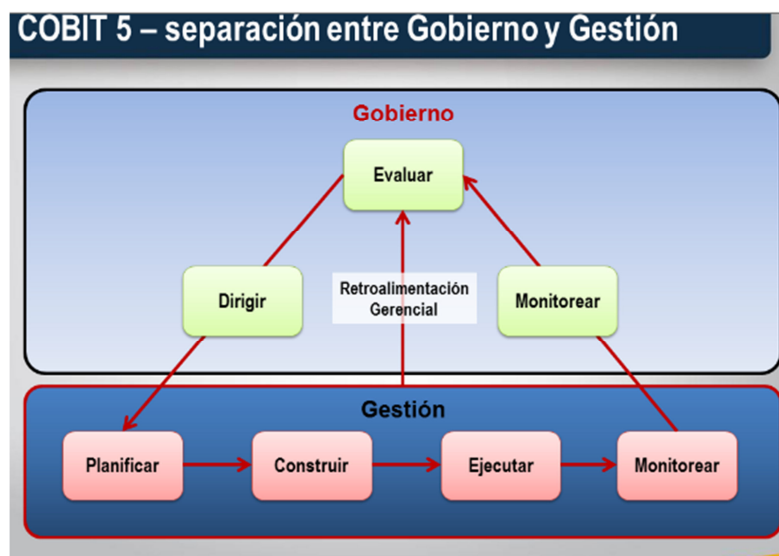 COBIT 5 – separación entre Gobierno y Gestión
Gobierno
Evaluar
Dirigir
Retroalimentación
Gerencial
Monitorear
Gestión
Planificar
Construir
Ejecutar
Monitorear